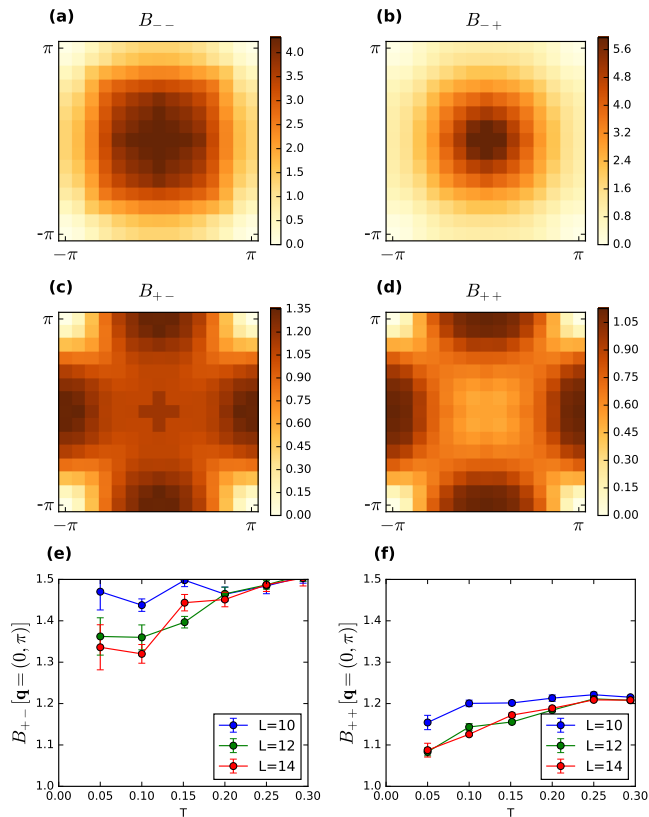 (a) B₋₋
(b) B₋₊
π
-π
−π π
4.0
3.5
3.0
2.5
2.0
1.5
1.0
0.5
0.0
π
-π
−π π
5.6
4.8
4.0
3.2
2.4
1.6
0.8
0.0
(c) B₊₋
(d) B₊₊
π
-π
−π π
1.35
1.20
1.05
0.90
0.75
0.60
0.45
0.30
0.15
0.00
π
-π
−π π
1.05
0.90
0.75
0.60
0.45
0.30
0.15
0.00
(e)
(f)
B₊₋[q = (0, π)]
1.5
1.4
1.3
1.2
1.1
1.0
L=10
L=12
L=14
0.00 0.05 0.10 0.15 0.20 0.25 0.30
T
B₊₊[q = (0, π)]
1.5
1.4
1.3
1.2
1.1
1.0
L=10
L=12
L=14
0.00 0.05 0.10 0.15 0.20 0.25 0.30
T